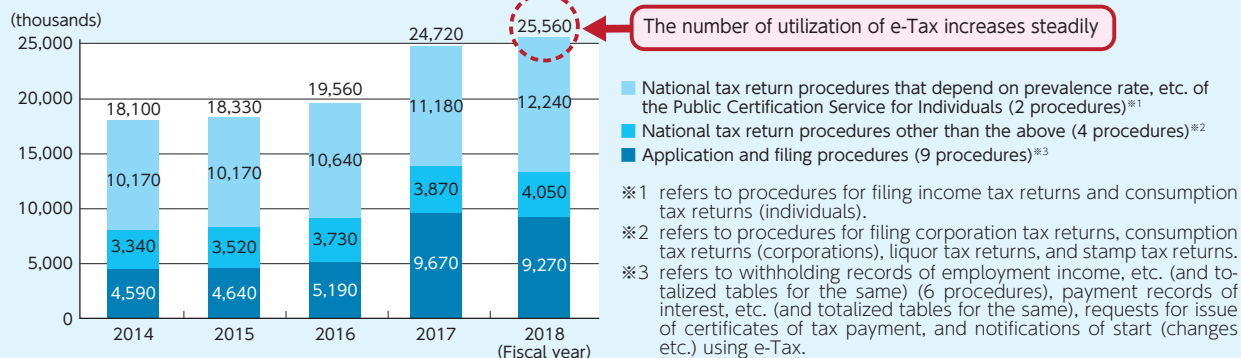 (thousands)
25,000
20,000
15,000
10,000
5,000
0
18,100
10,170
3,340
4,590
2014
18,330
10,170
3,520
4,640
2015
19,560
10,640
3,730
5,190
2016
24,720
11,180
3,870
9,670
2017
25,560
12,240
4,050
9,270
2018
(Fiscal year)
The number of utilization of e-Tax increases steadily
National tax return procedures that depend on prevalence rate, etc. of
the Public Certification Service for Individuals (2 procedures)※1
National tax return procedures other than the above (4 procedures)※2
Application and filing procedures (9 procedures)※3
※1 refers to procedures for filing income tax returns and consumption
tax returns (individuals).
※2 refers to procedures for filing corporation tax returns, consumption
tax returns (corporations), liquor tax returns, and stamp tax returns.
※3 refers to withholding records of employment income, etc. (and to-
talized tables for the same) (6 procedures), payment records of
interest, etc. (and totalized tables for the same), requests for issue
of certificates of tax payment, and notifications of start (changes
etc.) using e-Tax.